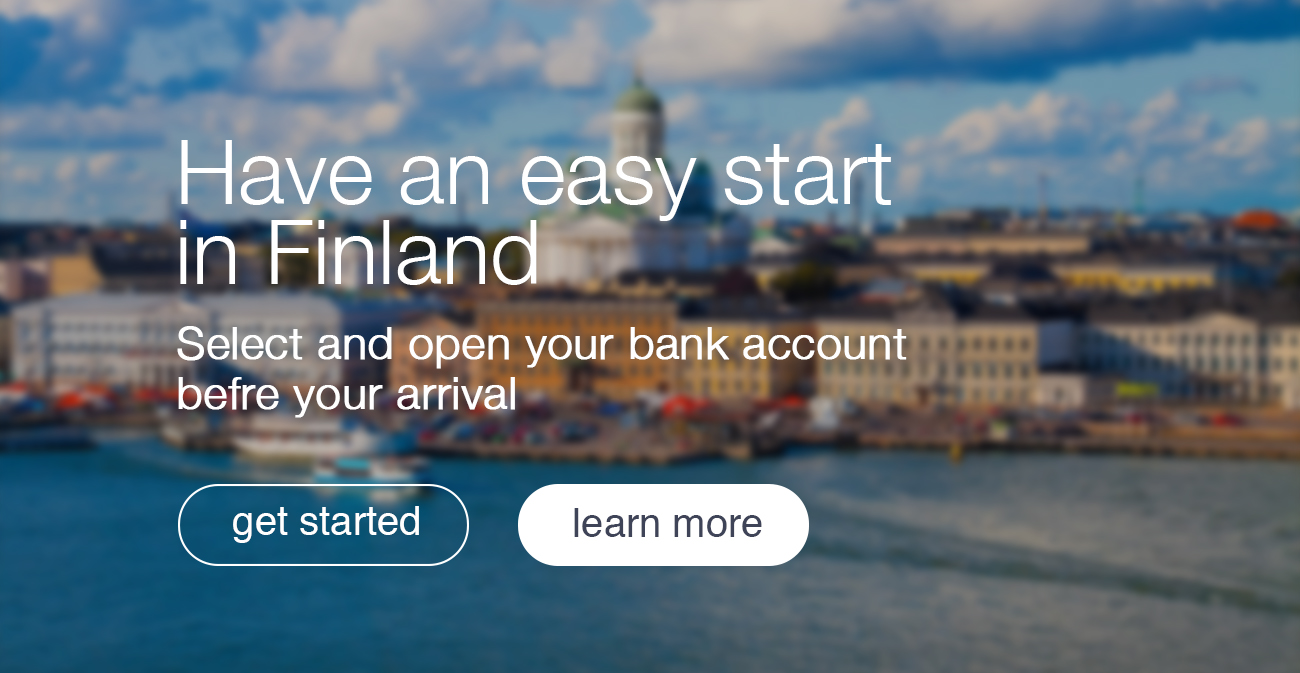 Have an easy start
in Finland
Select and open your bank account
befre your arrival
get started
learn more